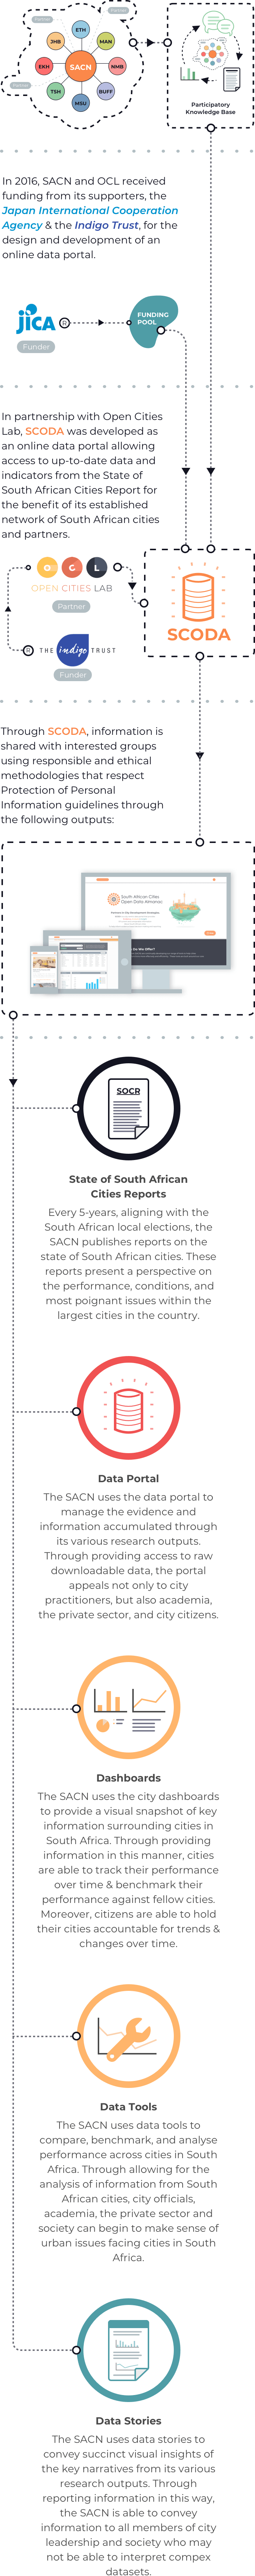 Partner
Partner
ETH
JHB
MAN
EKH
SACN
NMB
Partner
TSH
BUFF
MSU
Participatory
Knowledge Base
In 2016, SACN and OCL received
funding from its supporters, the
Japan International Cooperation
Agency & the Indigo Trust, for the
design and development of an
online data portal.
JICA
R
Funder
FUNDING
POOL
In partnership with Open Cities
Lab, SCODA was developed as
an online data portal allowing
access to up-to-date data and
indicators from the State of
South African Cities Report for
the benefit of its established
network of South African cities
and partners.
O C L
OPEN CITIES LAB
Partner
SCODA
R
THE indigo TRUST
Funder
Through SCODA, information is
shared with interested groups
using responsible and ethical
methodologies that respect
Protection of Personal
Information guidelines through
the following outputs:
South African Cities
Open Data Almanac
SOCR
State of South African
Cities Reports
Every 5-years, aligning with the
South African local elections, the
SACN publishes reports on the
state of South African cities. These
reports present a perspective on
the performance, conditions, and
most poignant issues within the
largest cities in the country.
Data Portal
The SACN uses the data portal to
manage the evidence and
information accumulated through
its various research outputs.
Through providing access to raw
downloadable data, the portal
appeals not only to city
practitioners, but also academia,
the private sector, and city citizens.
Dashboards
The SACN uses the city dashboards
to provide a visual snapshot of key
information surrounding cities in
South Africa. Through providing
information in this manner, cities
are able to track their performance
over time & benchmark their
performance against fellow cities.
Moreover, citizens are able to hold
their cities accountable for trends &
changes over time.
Data Tools
The SACN uses data tools to
compare, benchmark, and analyse
performance across cities in South
Africa. Through allowing for the
analysis of information from South
African cities, city officials,
academia, the private sector and
society can begin to make sense of
urban issues facing cities in South
Africa.
Data Stories
The SACN uses data stories to
convey succinct visual insights of
the key narratives from its various
research outputs. Through
reporting information in this way,
the SACN is able to convey
information to all members of city
leadership and society who may
not be able to interpret compex
datasets.